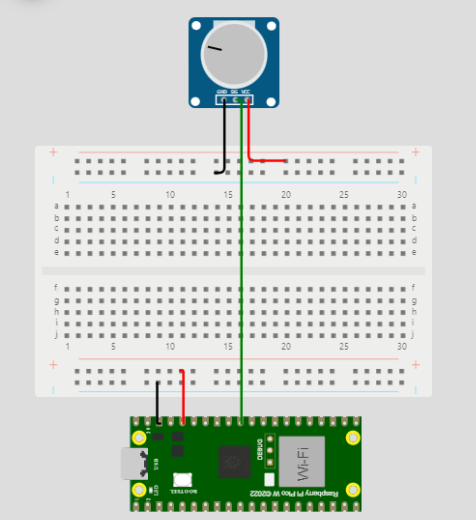 GND SIG VCC
+ +
1 5 10 15 20 25 30
a a
b b
c c
d d
e e
f f
g g
h h
i i
j j
1 5 10 15 20 25 30
+ +
USB
LED
BOOTSEL
DEBUG
Wi-Fi
Raspberry Pi Pico W ©2022